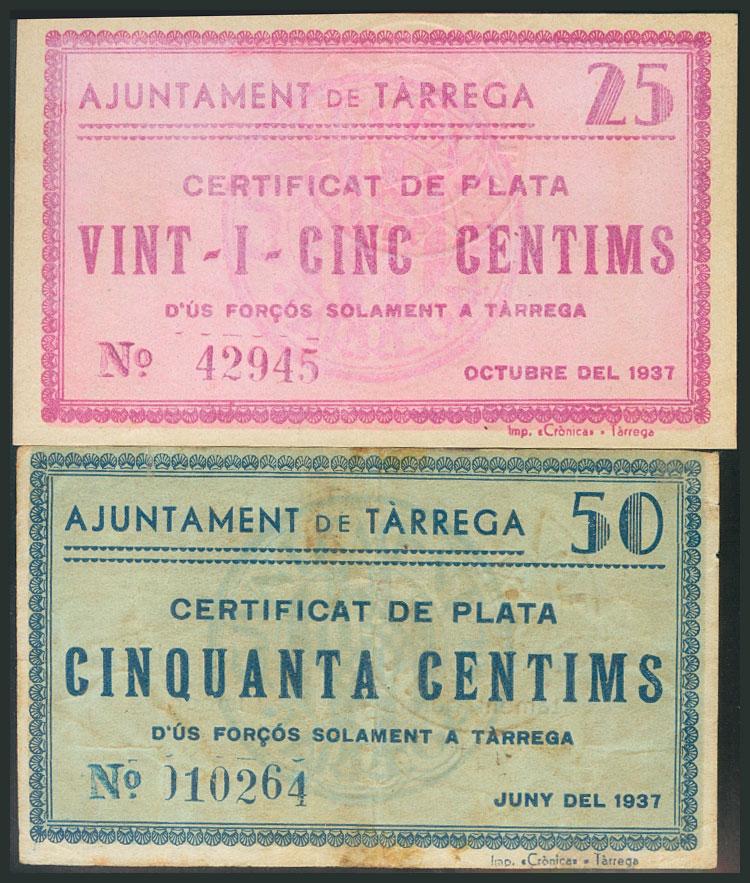 AJUNTAMENT DE TÀRREGA 25
CERTIFICAT DE PLATA
VINT-I-CINC CENTIMS
D'ÚS FORÇÓS SOLAMENT A TÀRREGA
Nº 42945
OCTUBRE DEL 1937
Imp. «Crònica» - Tàrrega
AJUNTAMENT DE TÀRREGA 50
CERTIFICAT DE PLATA
CINQUANTA CENTIMS
D'ÚS FORÇÓS SOLAMENT A TÀRREGA
Nº 010264
JUNY DEL 1937
Imp. «Crònica» - Tàrrega